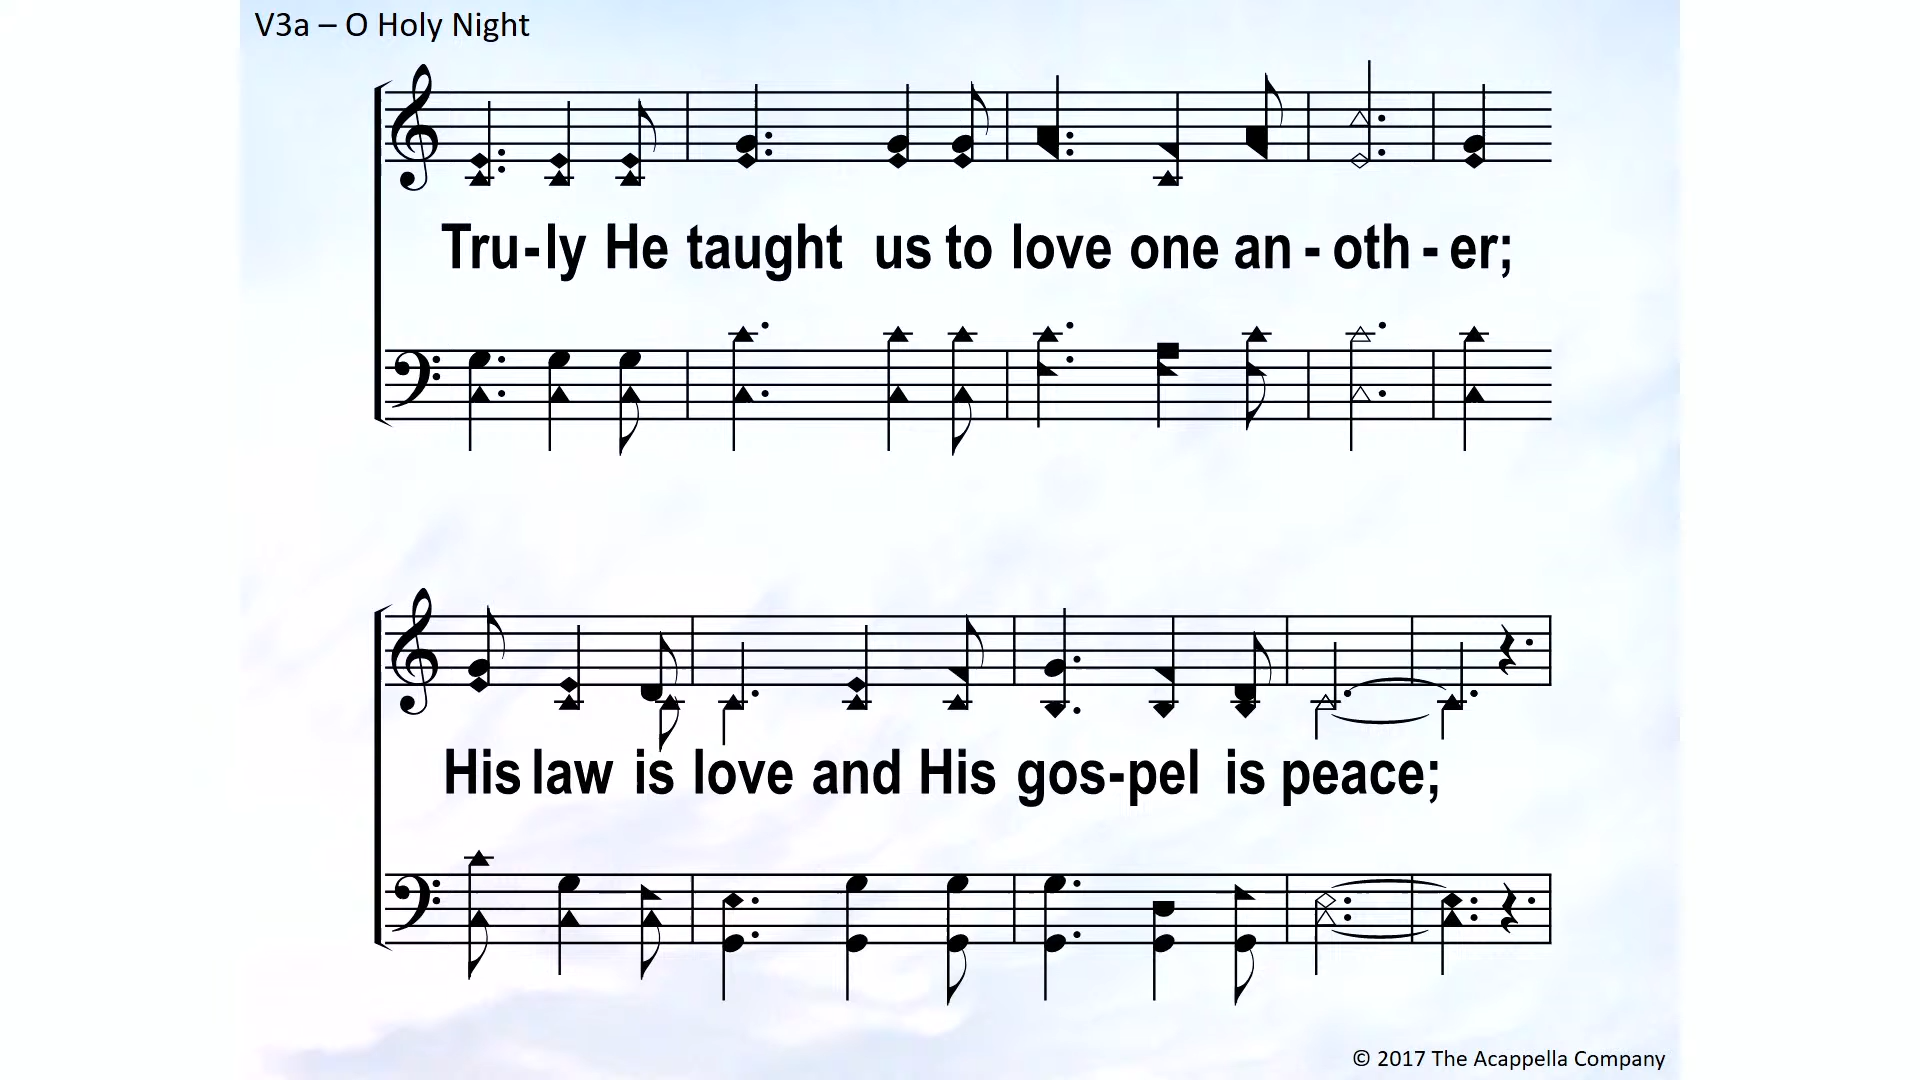 V3a – O Holy Night
Tru-ly He taught us to love one an - oth - er;
His law is love and His gos-pel is peace;
© 2017 The Acappella Company